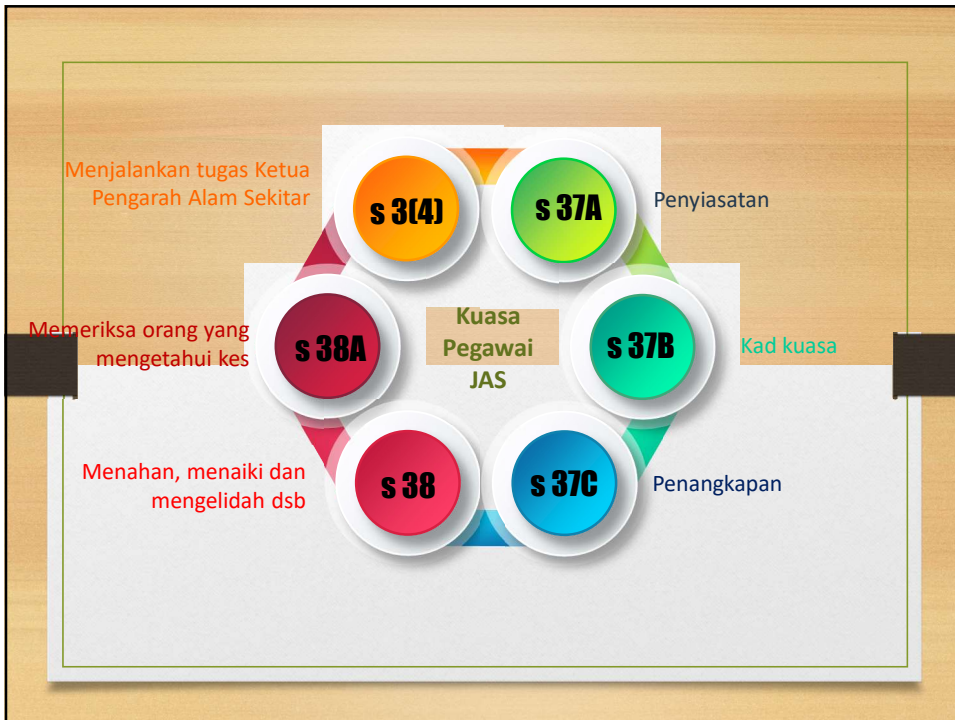 Menjalankan tugas Ketua
Pengarah Alam Sekitar
s 3(4)
s 37A
Penyiasatan
Memeriksa orang yang
mengetahui kes
s 38A
Kuasa
Pegawai
JAS
s 37B
Kad kuasa
Menahan, menaiki dan
mengelidah dsb
s 38
s 37C
Penangkapan